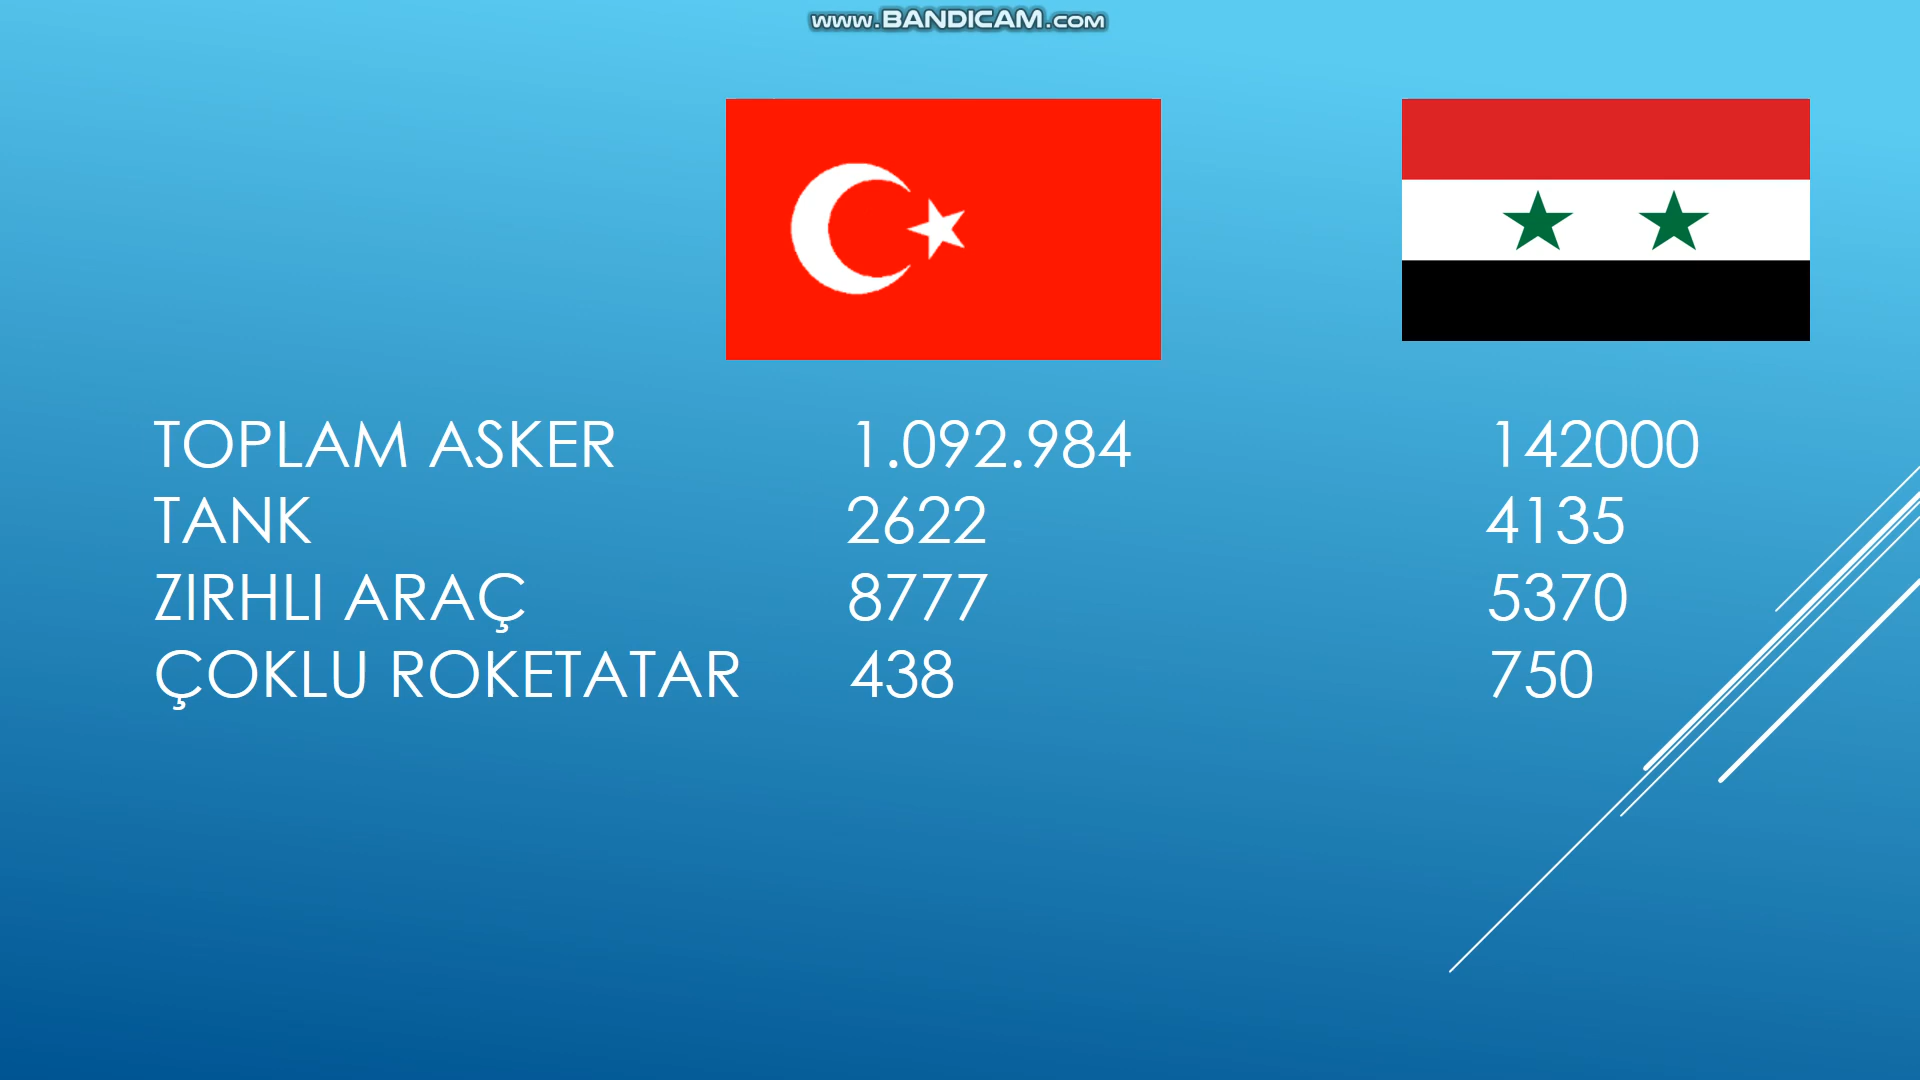 www.BANDICAM.com
TOPLAM ASKER 1.092.984 142000
TANK 2622 4135
ZIRHLI ARAÇ 8777 5370
ÇOKLU ROKETATAR 438 750